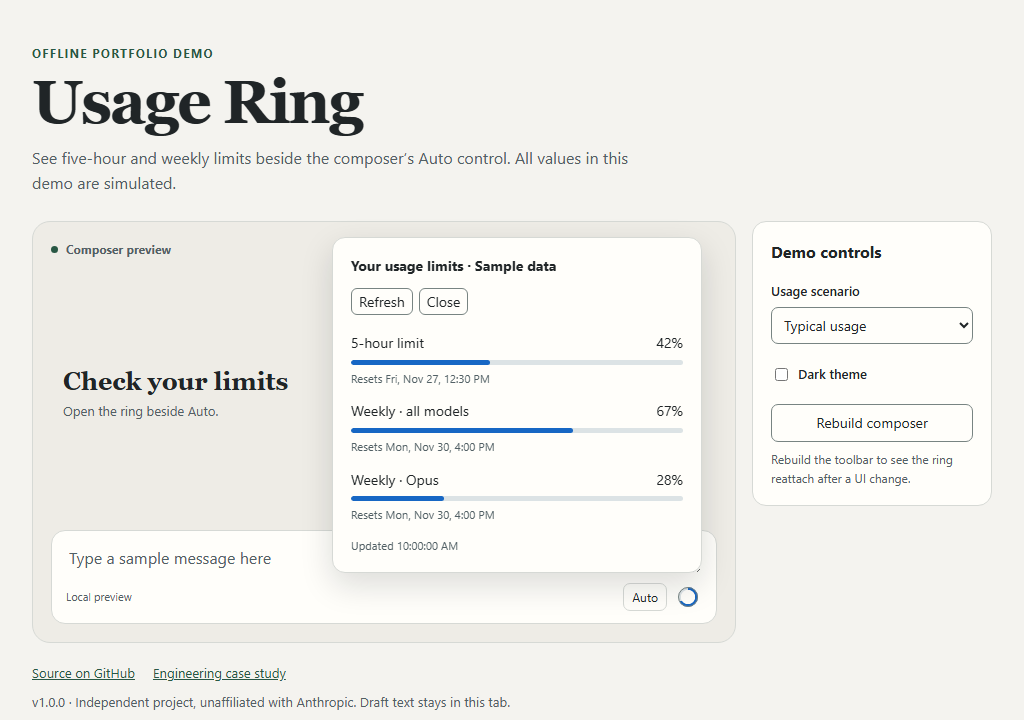 OFFLINE PORTFOLIO DEMO
Usage Ring
See five-hour and weekly limits beside the composer's Auto control. All values in this
demo are simulated.
Composer preview
Check your limits
Open the ring beside Auto.
Your usage limits · Sample data
Refresh
Close
5-hour limit 42%
Resets Fri, Nov 27, 12:30 PM
Weekly · all models 67%
Resets Mon, Nov 30, 4:00 PM
Weekly · Opus 28%
Resets Mon, Nov 30, 4:00 PM
Updated 10:00:00 AM
Type a sample message here
Local preview
Auto
Demo controls
Usage scenario
Typical usage
Dark theme
Rebuild composer
Rebuild the toolbar to see the ring
reattach after a UI change.
Source on GitHub
Engineering case study
v1.0.0 · Independent project, unaffiliated with Anthropic. Draft text stays in this tab.